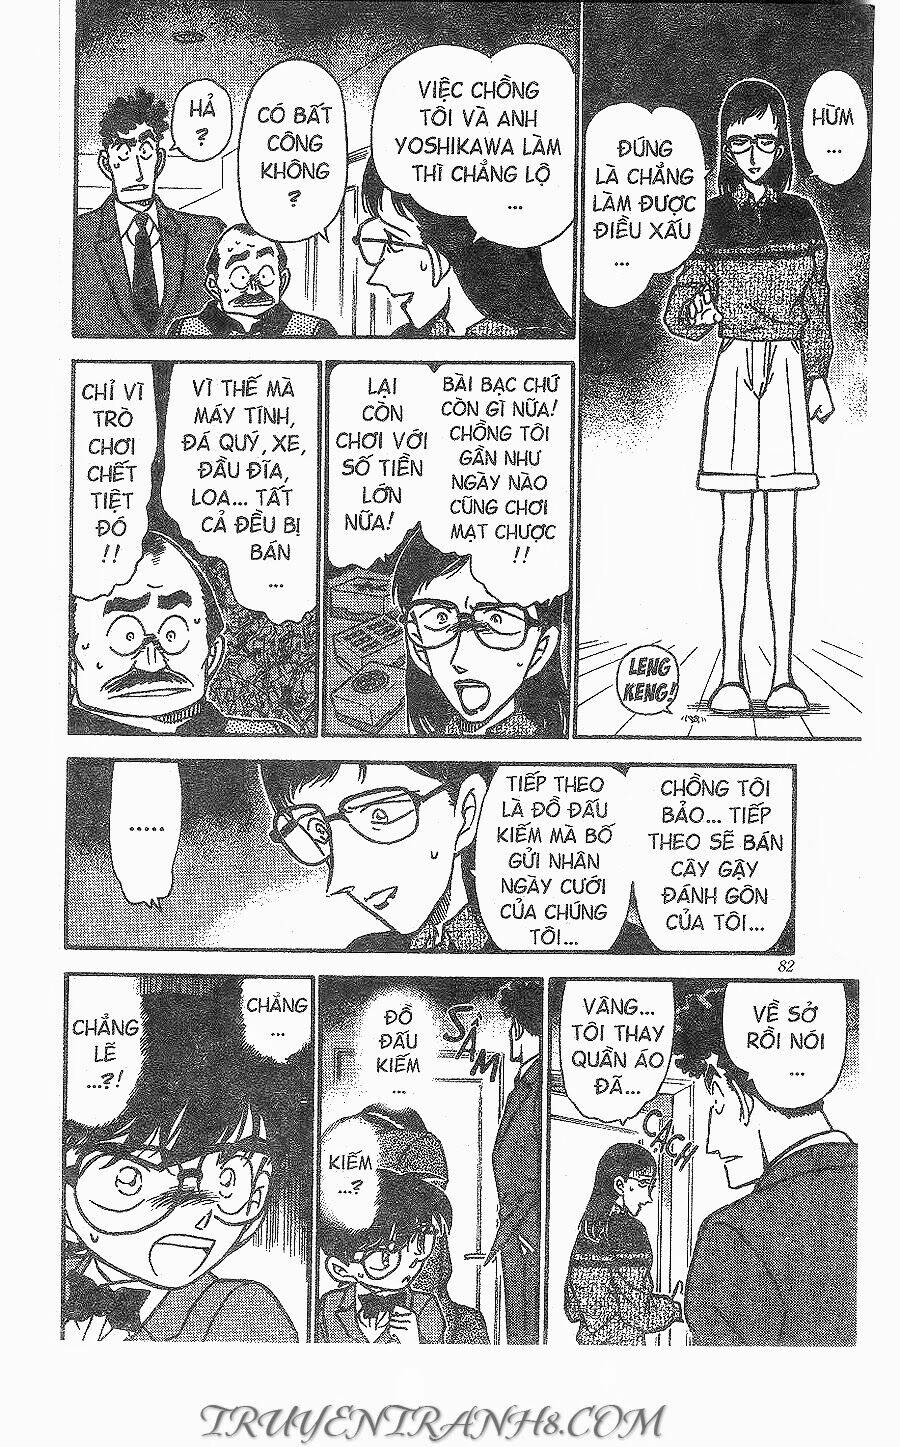 HỪM
...
ĐÚNG
LÀ CHẲNG
LÀM ĐƯỢC
ĐIỀU XẤU
...
LENG
KENG!
VIỆC CHỒNG
TÔI VÀ ANH
YOSHIKAWA LÀM
THÌ CHẲNG LỘ
...
CÓ BẤT
CÔNG
KHÔNG
?
HẢ
?
BÀI BẠC CHỨ
CÒN GÌ NỮA!
CHỒNG TÔI
GẦN NHƯ
NGÀY NÀO
CŨNG CHƠI
MẠT CHƯỢC
!!
LẠI
CÒN
CHƠI VỚI
SỐ TIỀN
LỚN
NỮA!
VÌ THẾ MÀ
MÁY TÍNH,
ĐÁ QUÝ, XE,
ĐẦU ĐĨA,
LOA... TẤT
CẢ ĐỀU BỊ
BÁN
...
CHỈ VÌ
TRÒ
CHƠI
CHẾT
TIỆT
ĐÓ
!!
CHỒNG TÔI
BẢO... TIẾP
THEO SẼ BÁN
CÂY GẬY
ĐÁNH GÔN
CỦA TÔI...
TIẾP THEO
LÀ ĐỒ ĐẤU
KIẾM MÀ BỐ
GỬI NHÂN
NGÀY CƯỚI
CỦA CHÚNG
TÔI...
.....
82
VỀ SỞ
RỒI NÓI
...
VÂNG...
TÔI THAY
QUẦN ÁO
ĐÃ...
CẠCH
SẦM
ĐỒ
ĐẤU
KIẾM
...
KIẾM
...?
CHẲNG
...
CHẲNG
LẼ
...?!
TRUYENTRANH8.COM